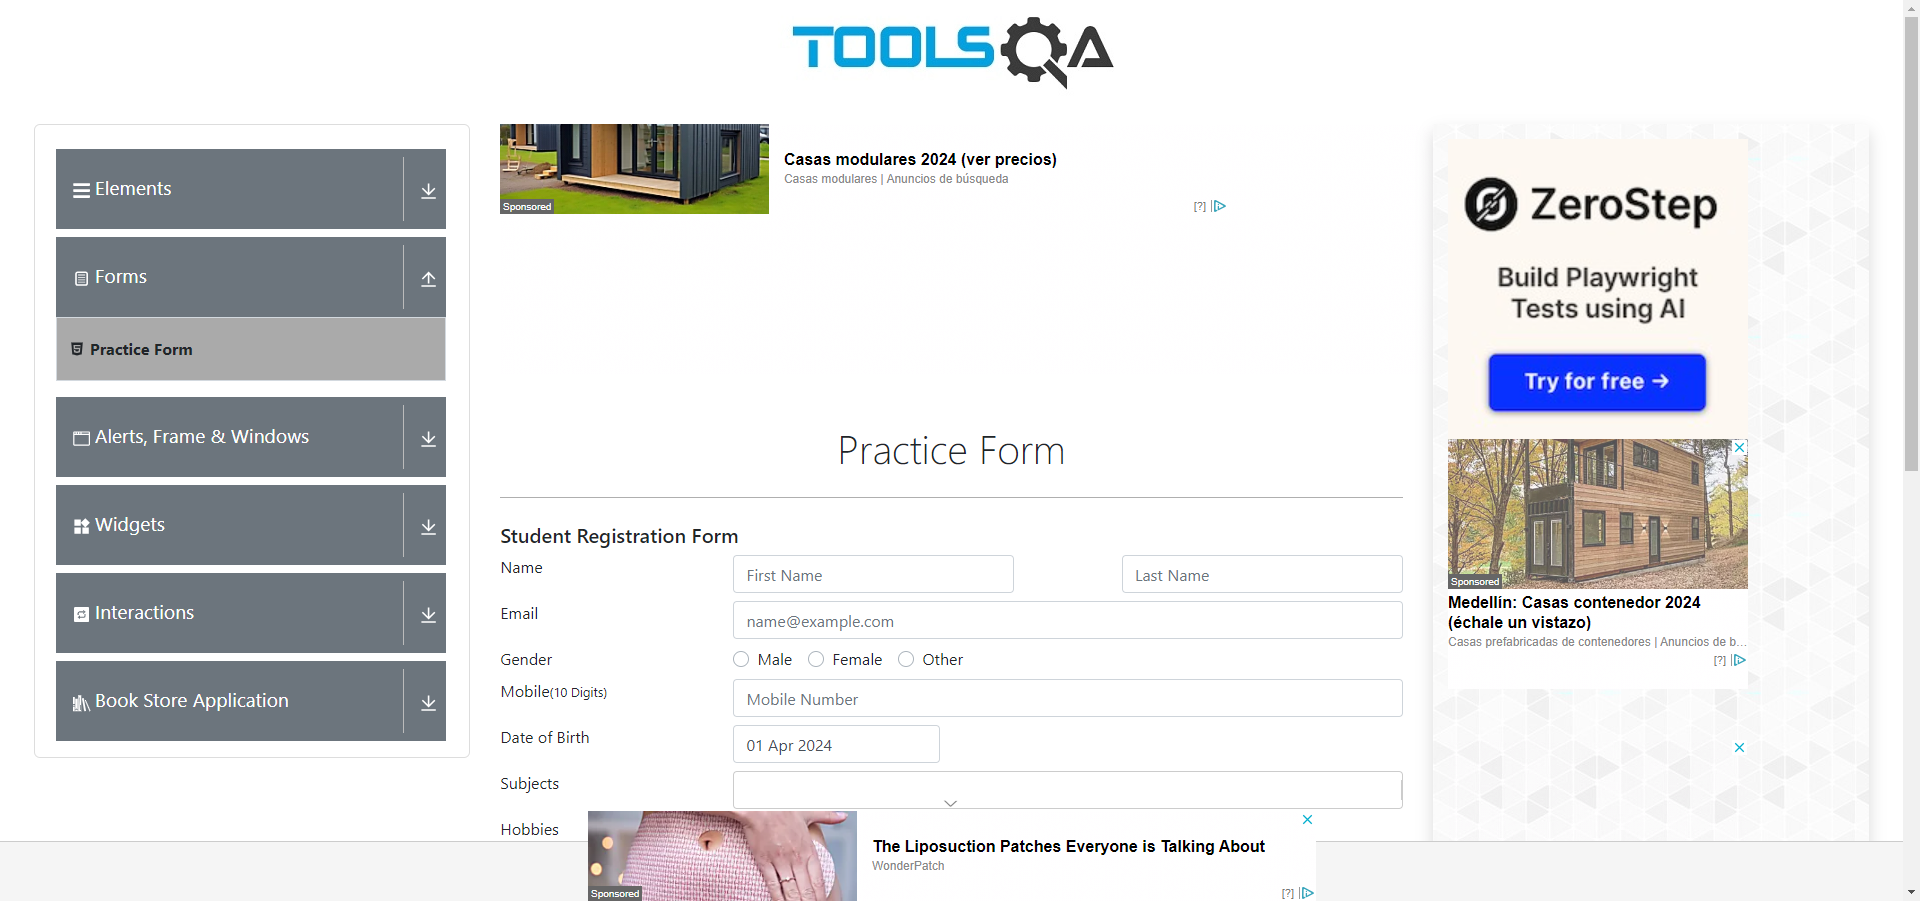 TOOLSQA
Elements
Forms
Practice Form
Alerts, Frame & Windows
Widgets
Interactions
Book Store Application
Sponsored
Casas modulares 2024 (ver precios)
Casas modulares | Anuncios de búsqueda
[?]
Practice Form
Student Registration Form
Name
First Name
Last Name
Email
name@example.com
Gender
Male
Female
Other
Mobile(10 Digits)
Mobile Number
Date of Birth
01 Apr 2024
Subjects
Hobbies
Sponsored
The Liposuction Patches Everyone is Talking About
WonderPatch
[?]
ZeroStep
Build Playwright
Tests using AI
Try for free →
Sponsored
Medellín: Casas contenedor 2024
(échale un vistazo)
Casas prefabricadas de contenedores | Anuncios de b...
[?]